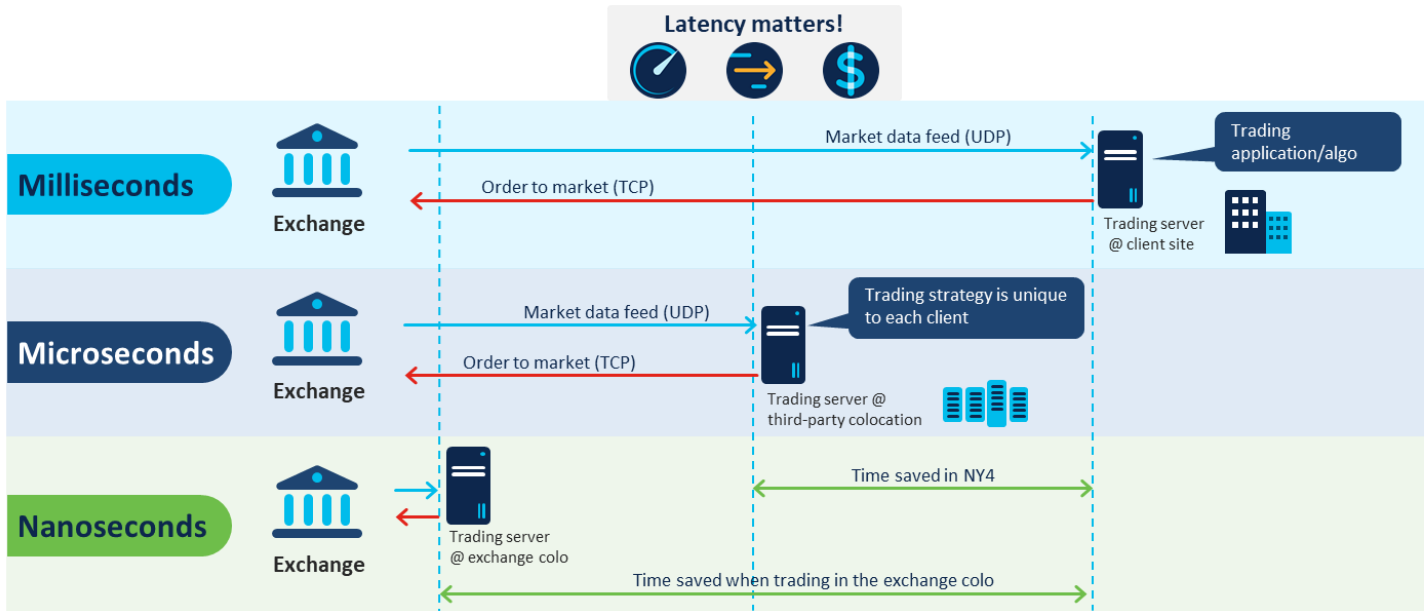 Latency matters!
Milliseconds
Exchange
Market data feed (UDP)
Order to market (TCP)
Trading
application/algo
Trading server
@ client site
Microseconds
Exchange
Market data feed (UDP)
Order to market (TCP)
Trading strategy is unique
to each client
Trading server @
third-party colocation
Nanoseconds
Exchange
Trading server
@ exchange colo
Time saved in NY4
Time saved when trading in the exchange colo